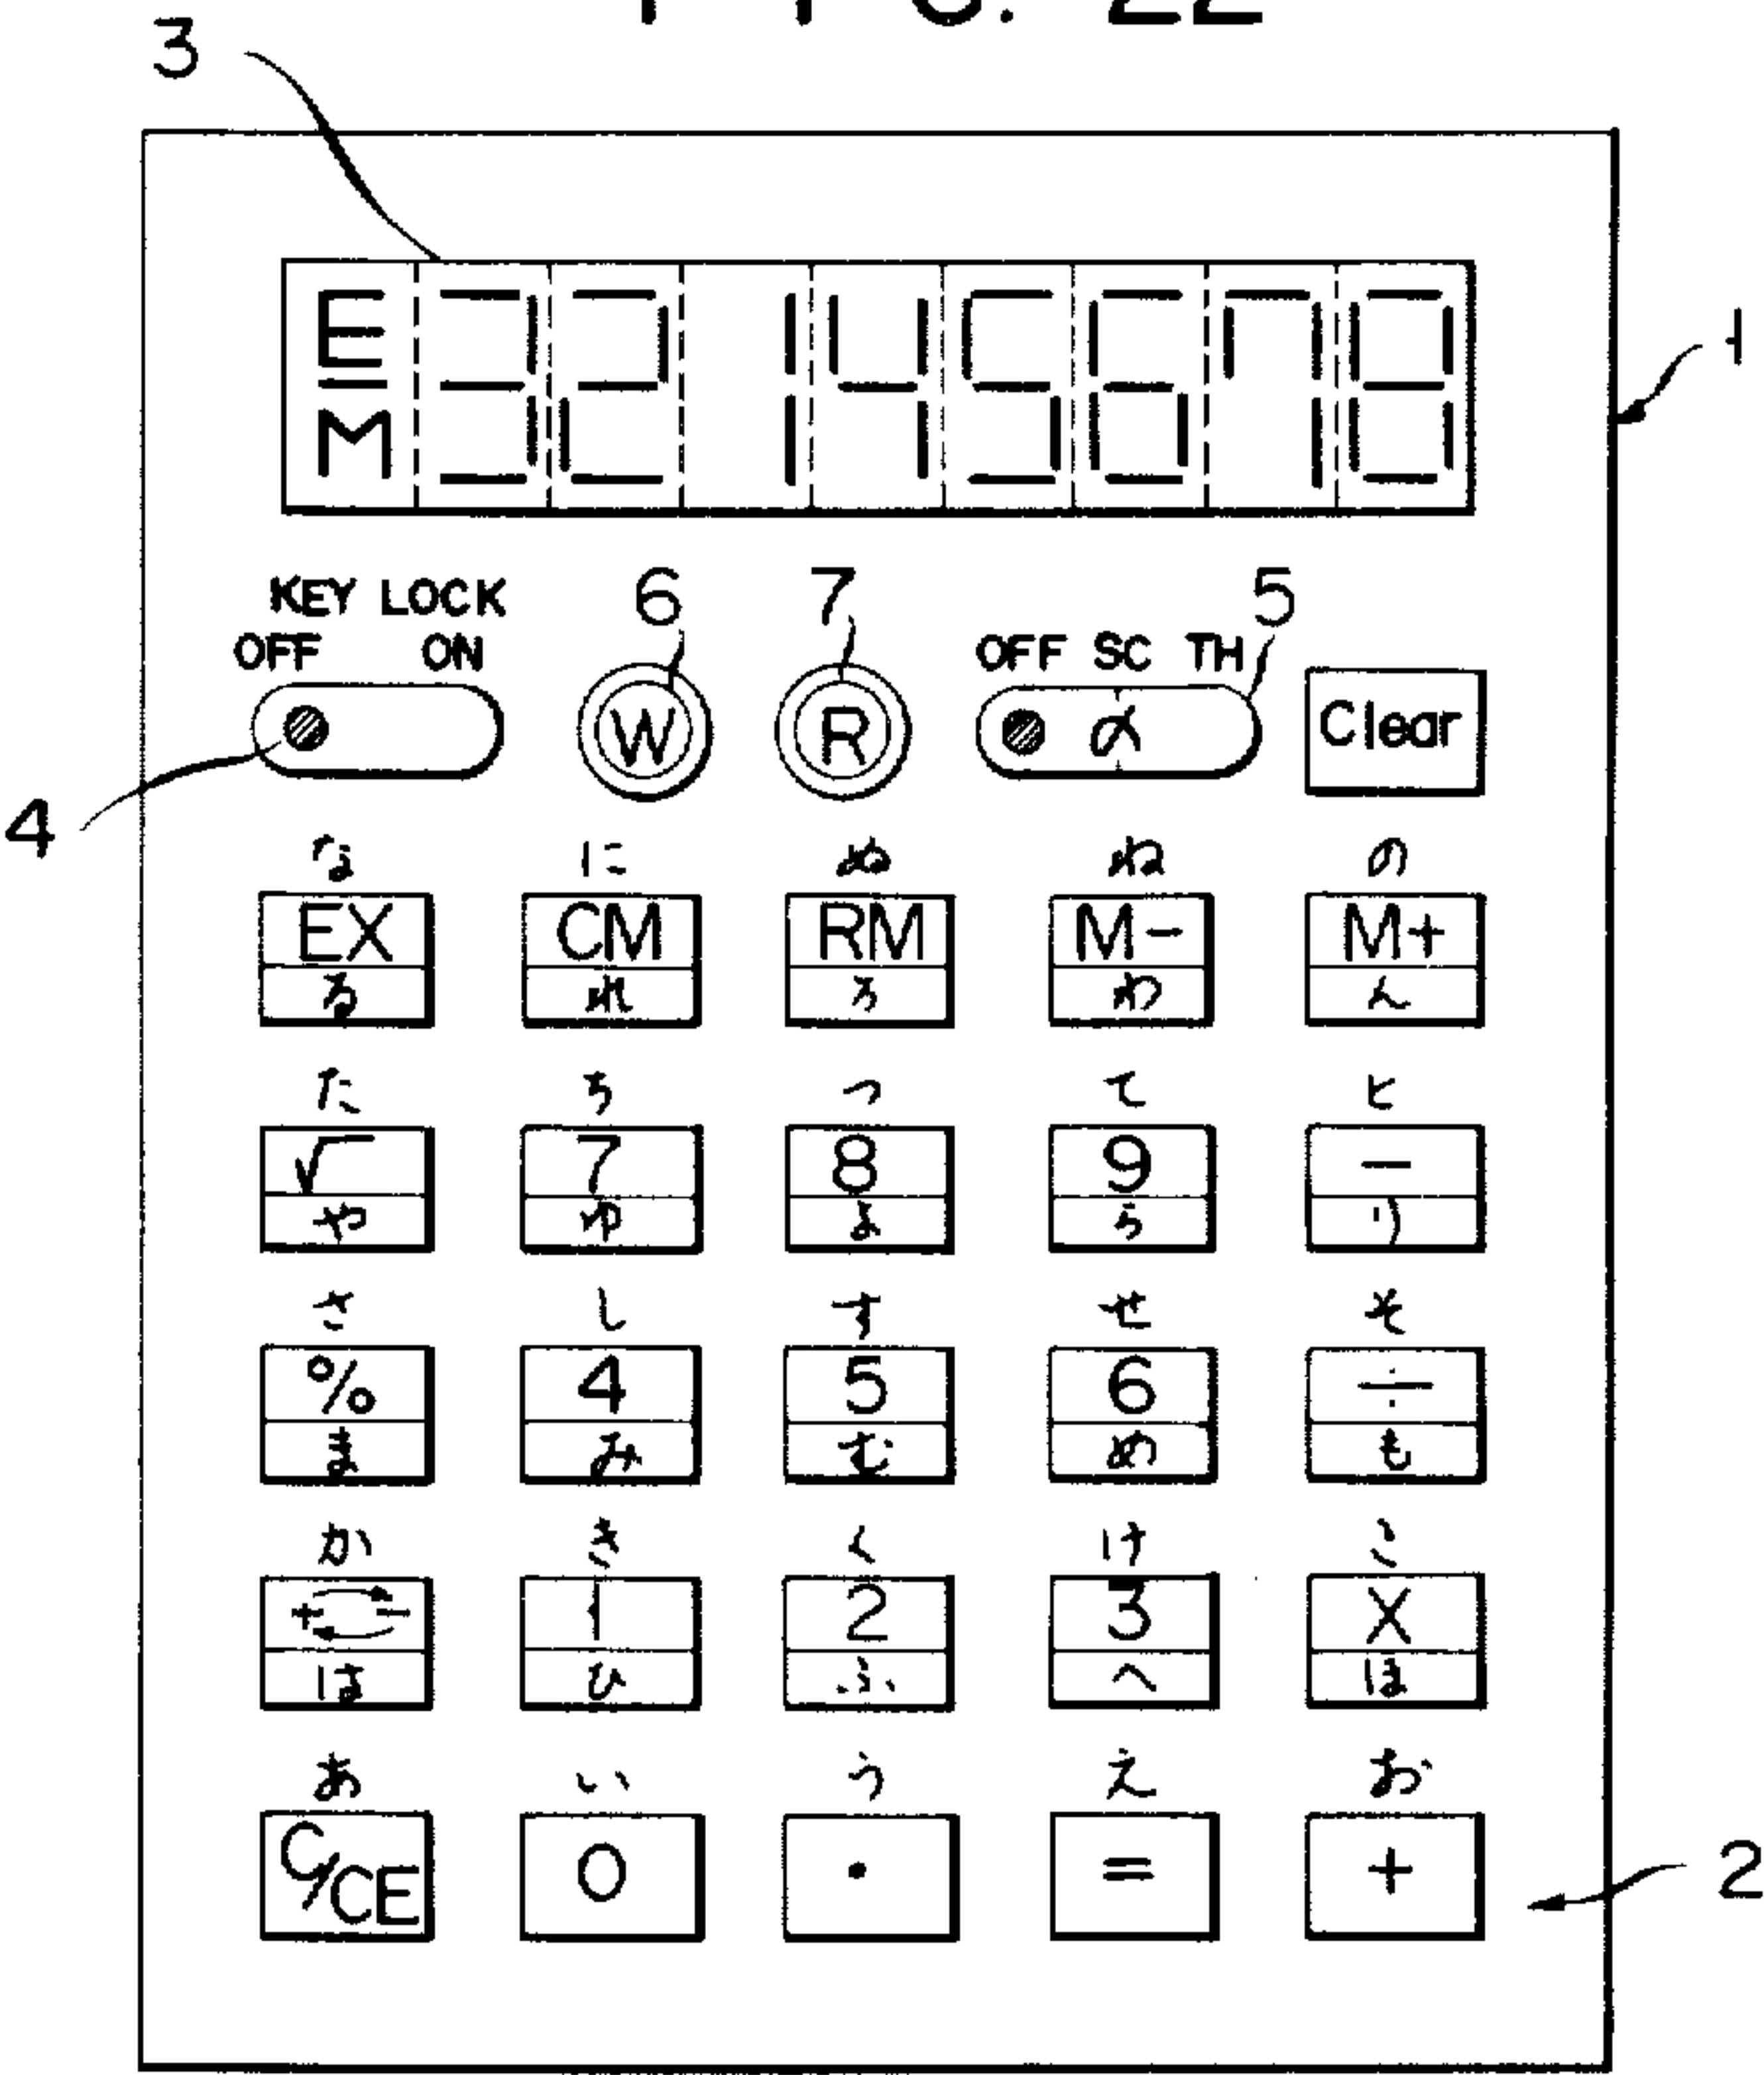 FIG. 22
3
E 32145678
M
1
KEY LOCK 6 7 5
OFF ON OFF SC TH
W R α Clear
4
な に ぬ ね の
EX CM RM M- M+
る れ ろ わ ん
た ち つ て と
√ 7 8 9 -
や ゆ よ ら り
さ し す せ そ
% 4 5 6 ÷
ま み む め も
か き く け こ
+ - 1 2 3 X
は ひ ふ へ ほ
あ い う え お
C/CE 0 . = +
2